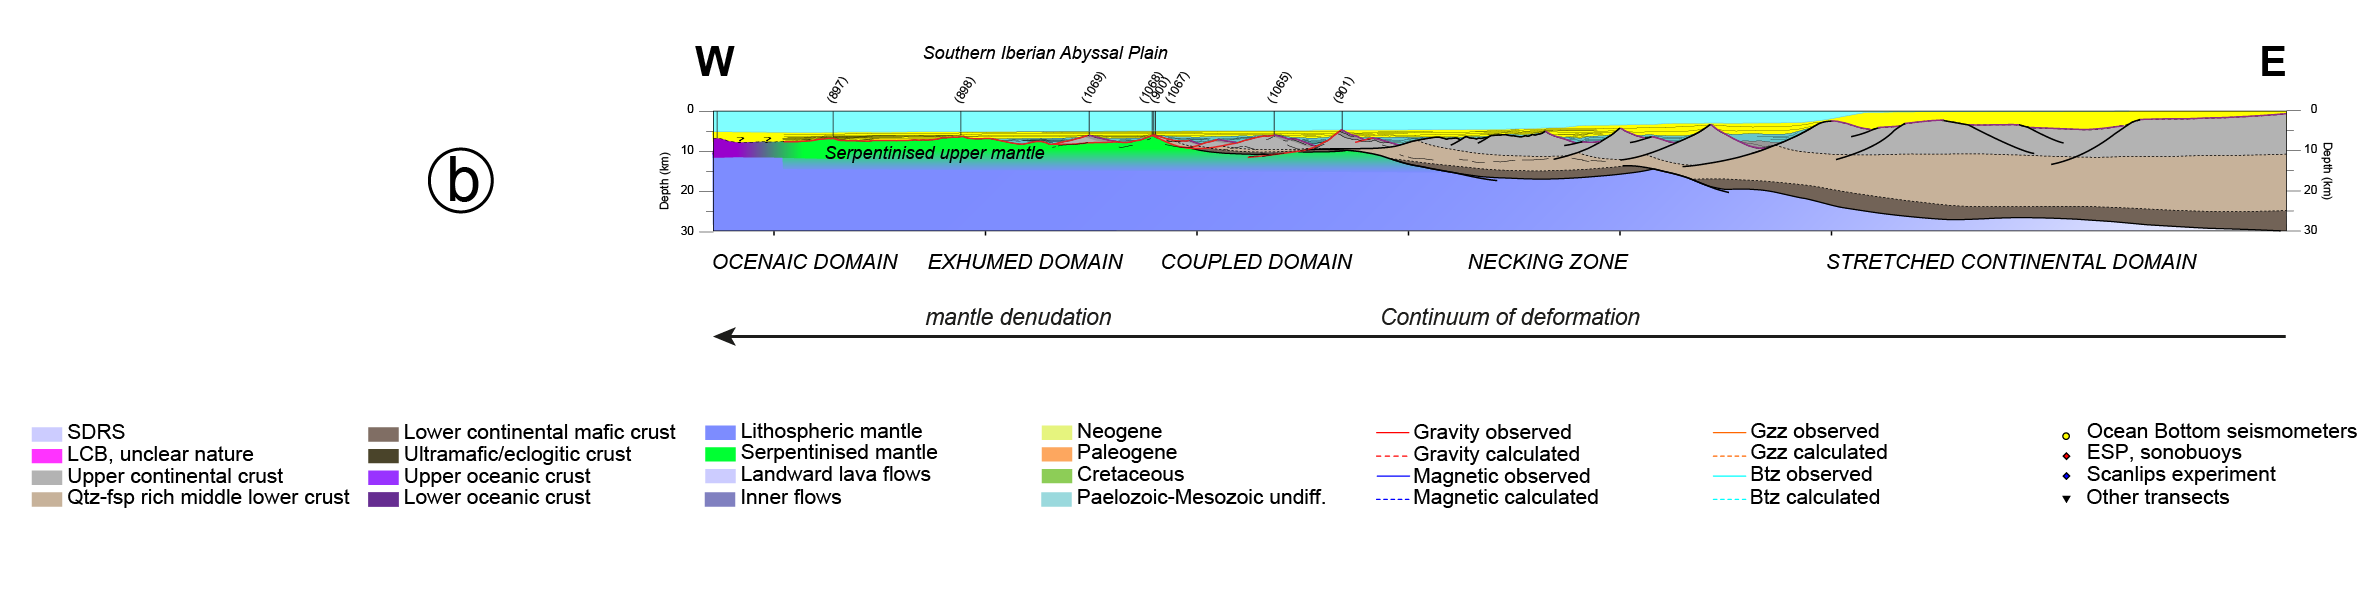 W
Southern Iberian Abyssal Plain
E
(897)
(898)
(1069)
(1068)
(900)
(1067)
(1065)
(901)
0
10
20
30
Depth (km)
0
10
20
30
Depth (km)
b
Serpentinised upper mantle
?
?
OCENAIC DOMAIN
EXHUMED DOMAIN
COUPLED DOMAIN
NECKING ZONE
STRETCHED CONTINENTAL DOMAIN
mantle denudation
Continuum of deformation
SDRS
LCB, unclear nature
Upper continental crust
Qtz-fsp rich middle lower crust
Lower continental mafic crust
Ultramafic/eclogitic crust
Upper oceanic crust
Lower oceanic crust
Lithospheric mantle
Serpentinised mantle
Landward lava flows
Inner flows
Neogene
Paleogene
Cretaceous
Paelozoic-Mesozoic undiff.
Gravity observed
Gravity calculated
Magnetic observed
Magnetic calculated
Gzz observed
Gzz calculated
Btz observed
Btz calculated
Ocean Bottom seismometers
ESP, sonobuoys
Scanlips experiment
Other transects